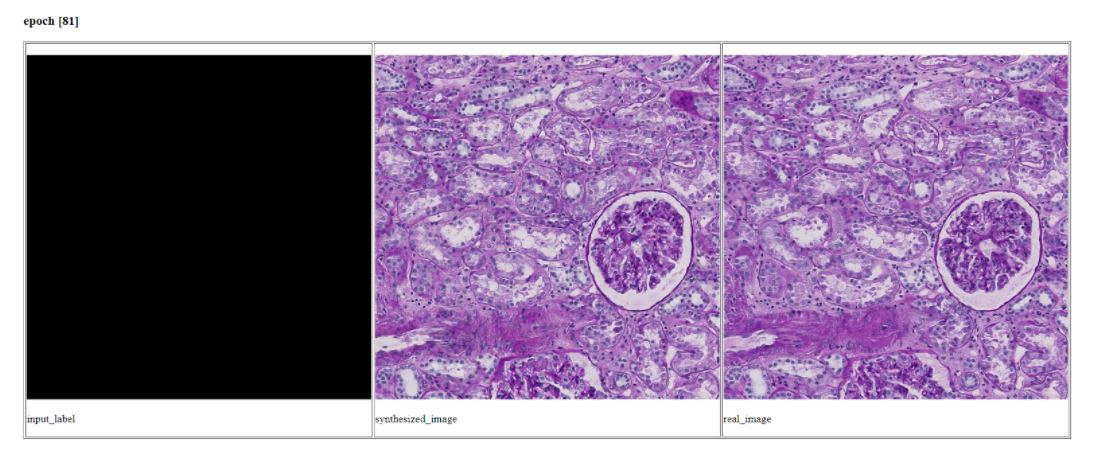 epoch [81]
input_label
synthesized_image
real_image